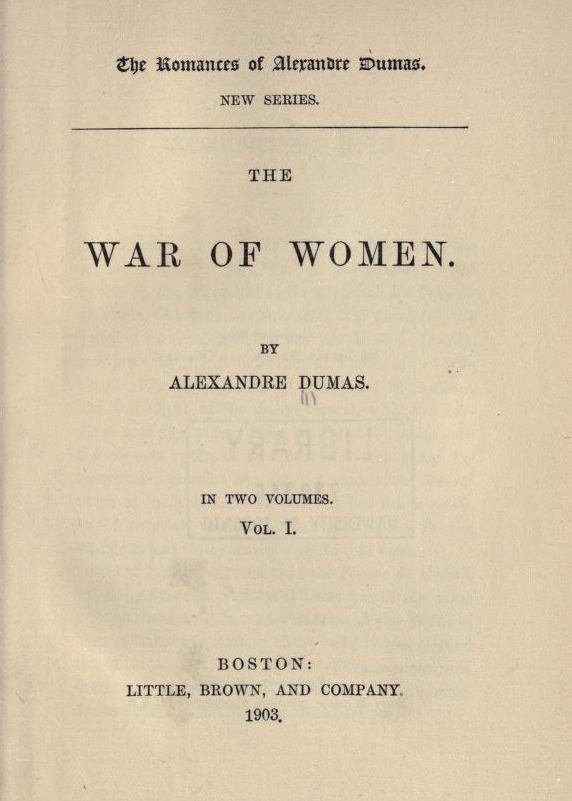 The Romances of Alexandre Dumas.
NEW SERIES.
THE
WAR OF WOMEN.
BY
ALEXANDRE DUMAS.
LIBRARY
IN TWO VOLUMES.
VOL. I.
BOSTON:
LITTLE, BROWN, AND COMPANY.
1903.